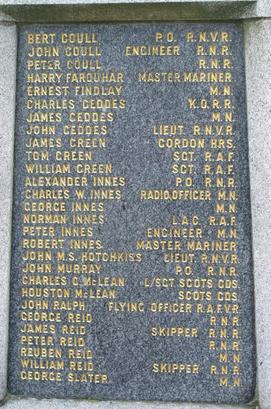 BERT COULL P.O. R.N.V.R.
JOHN COULL ENGINEER R.N.R.
PETER COULL R.N.R.
HARRY FARQUHAR MASTER MARINER
ERNEST FINDLAY M.N.
CHARLES GEDDES K.O.R.R.
JAMES GEDDES M.N.
JOHN GEDDES LIEUT. R.N.V.R.
JAMES GREEN GORDON HRS.
TOM GREEN SGT. R.A.F.
WILLIAM GREEN SGT. R.A.F.
ALEXANDER INNES P.O. R.N.R.
CHARLES W. INNES RADIO OFFICER M.N.
GEORGE INNES M.N.
NORMAN INNES L.A.C. R.A.F.
PETER INNES ENGINEER M.N.
ROBERT INNES MASTER MARINER
JOHN M.S. HOTCHKISS LIEUT. R.N.V.R.
JOHN MURRAY P.O. R.N.R.
CHARLES G. McLEAN L/SGT SCOTS GDS
HOUSTON McLEAN SCOTS GDS
JOHN RALPH FLYING OFFICER R.A.F.V.R
GEORGE REID R.N.R.
JAMES REID SKIPPER R.N.R.
PETER REID R.N.R.
REUBEN REID M.N.
WILLIAM REID SKIPPER R.N.R.
GEORGE SLATER M.N.